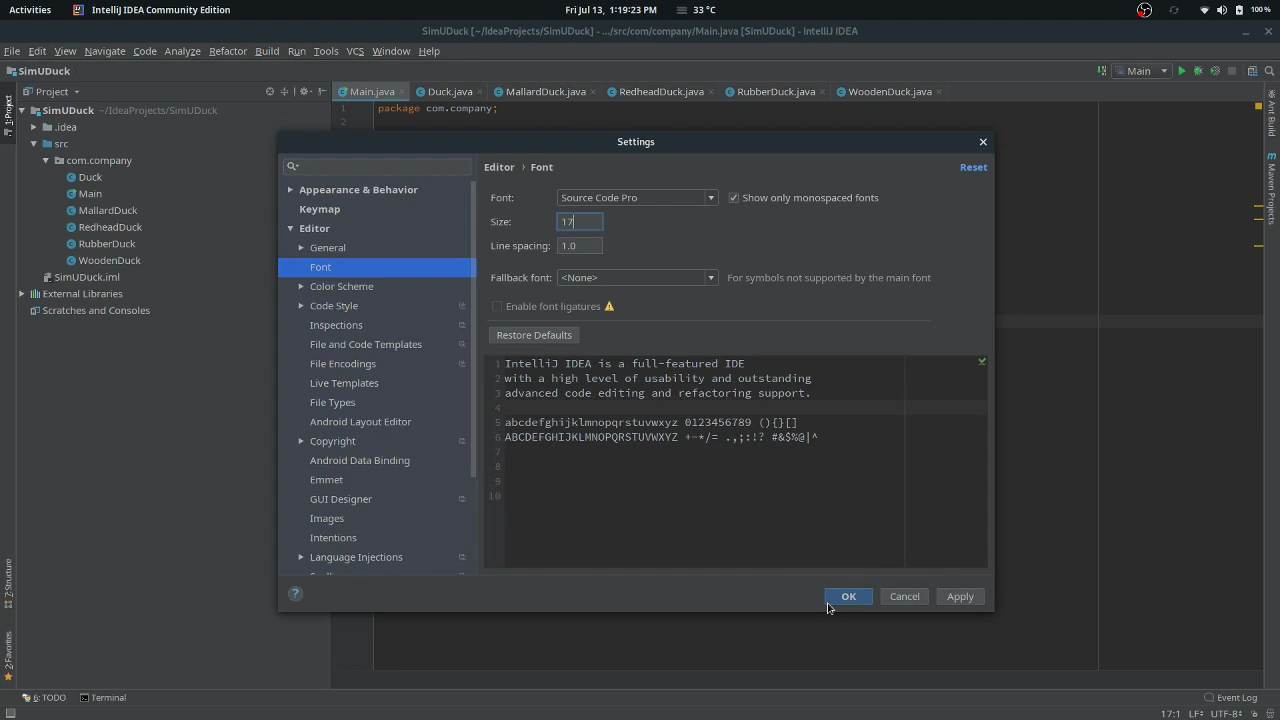 Activities IntelliJ IDEA Community Edition Fri Jul 13, 1:19:23 PM 33 °C 100 %
SimUDuck [~/IdeaProjects/SimUDuck] - .../src/com/company/Main.java [SimUDuck] - IntelliJ IDEA
File Edit View Navigate Code Analyze Refactor Build Run Tools VCS Window Help
SimUDuck Main
1: Project
Project
Main.java Duck.java MallardDuck.java RedheadDuck.java RubberDuck.java WoodenDuck.java
SimUDuck ~/IdeaProjects/SimUDuck
.idea
src
com.company
Duck
Main
MallardDuck
RedheadDuck
RubberDuck
WoodenDuck
SimUDuck.iml
External Libraries
Scratches and Consoles
1 package com.company;
2
Settings
Appearance & Behavior
Keymap
Editor
General
Font
Color Scheme
Code Style
Inspections
File and Code Templates
File Encodings
Live Templates
File Types
Android Layout Editor
Copyright
Android Data Binding
Emmet
GUI Designer
Images
Intentions
Language Injections
Editor › Font Reset
Font: Source Code Pro Show only monospaced fonts
Size: 17
Line spacing: 1.0
Fallback font: <None> For symbols not supported by the main font
Enable font ligatures
Restore Defaults
1 IntelliJ IDEA is a full-featured IDE
2 with a high level of usability and outstanding
3 advanced code editing and refactoring support.
4
5 abcdefghijklmnopqrstuvwxyz 0123456789 (){}[]
6 ABCDEFGHIJKLMNOPQRSTUVWXYZ +-*/= .,;:!? #&$%@|^
7
8
9
10
? OK Cancel Apply
Ant Build
m Maven Projects
7: Structure
2: Favorites
6: TODO Terminal Event Log
17:1 LF UTF-8